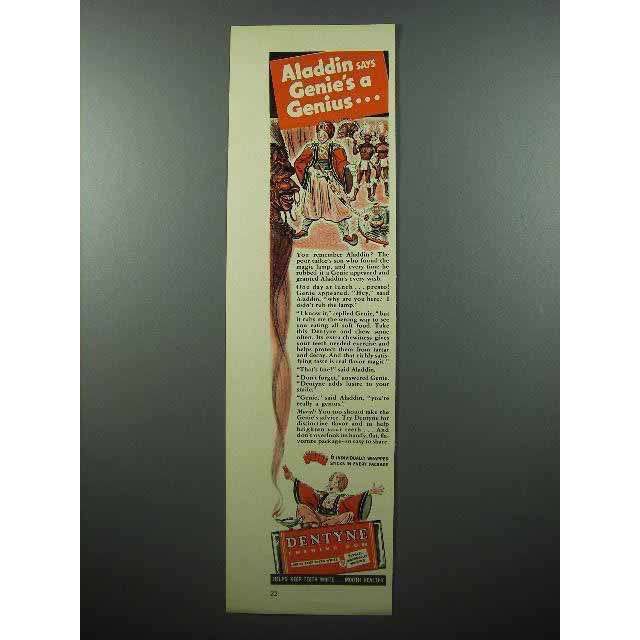 Aladdin SAYS
Genie's a
Genius...
You remember Aladdin? The
poor tailor's son who found the
magic lamp, and every time he
rubbed it a Genie appeared and
granted Aladdin's every wish.
One day at lunch... presto!
Genie appeared. "Hey," said
Aladdin, "why are you here? I
didn't rub the lamp."
"I know it," replied Genie, "but
it rubs me the wrong way to see
you eating all soft food. Take
this Dentyne and chew some
often. Its extra chewiness gives
your teeth needed exercise and
helps protect them from tartar
and decay. And that richly satis-
fying taste is real flavor magic."
"That's true!" said Aladdin.
"Don't forget," answered Genie,
"Dentyne adds lustre to your
smile."
"Genie," said Aladdin, "you're
really a genius."
Moral: You too should take the
Genie's advice. Try Dentyne for
distinctive flavor and to help
brighten your teeth... And
don't overlook its handy, flat, fla-
vorture package—so easy to share.
6 INDIVIDUALLY WRAPPED
STICKS IN EVERY PACKAGE
DENTYNE
CHEWING GUM
HELPS KEEP TEETH WHITE MOUTH HEALTHY
22